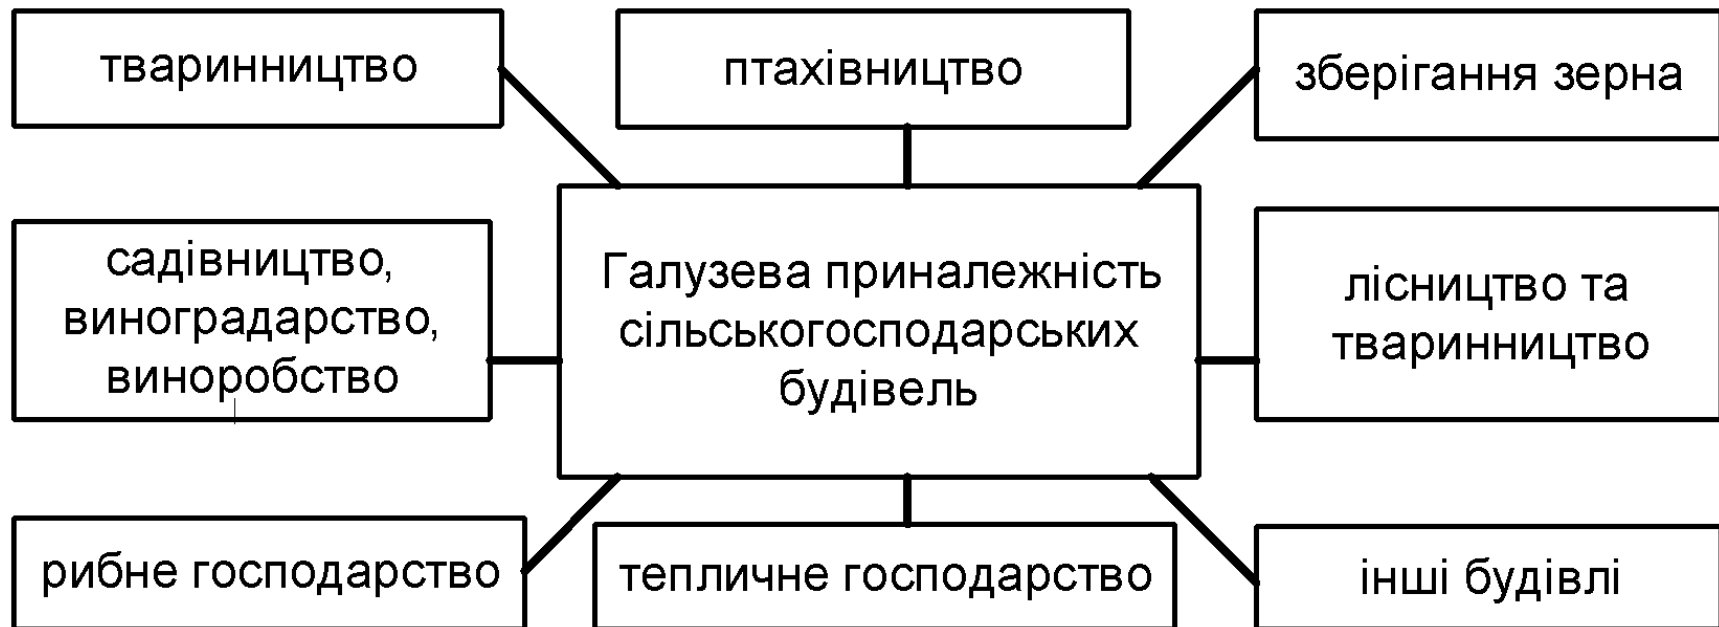 тваринництво
птахівництво
зберігання зерна
садівництво,
виноградарство,
виноробство
Галузева приналежність
сільськогосподарських
будівель
лісництво та
тваринництво
рибне господарство
тепличне господарство
інші будівлі